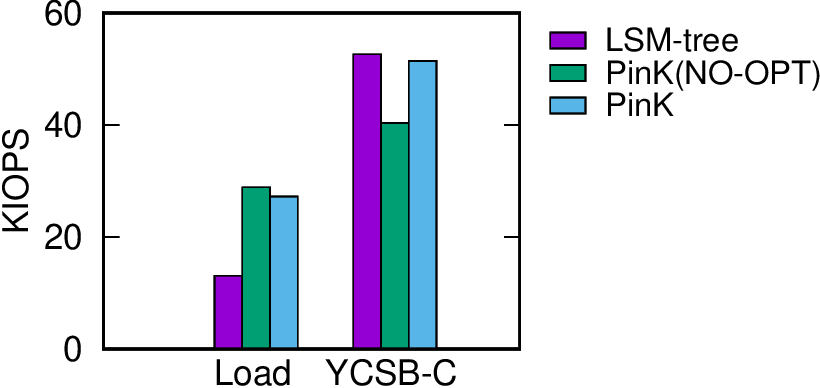 60
40
20
0
KIOPS
Load YCSB-C
LSM-tree
PinK(NO-OPT)
PinK